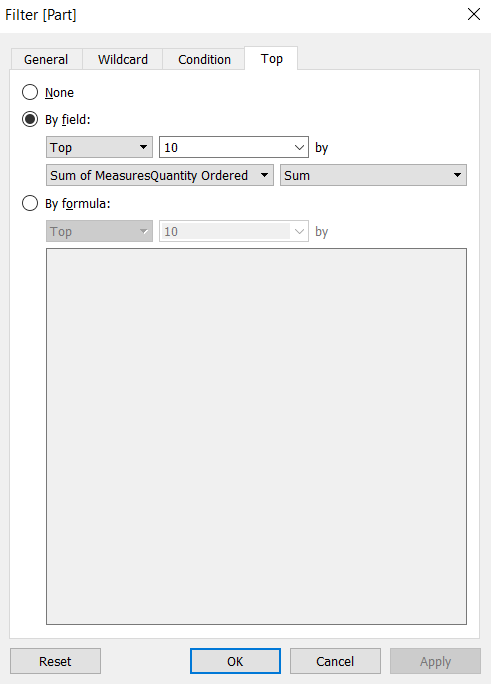 Filter [Part]
General Wildcard Condition Top
None
By field:
Top 10 by
Sum of MeasuresQuantity Ordered Sum
By formula:
Top 10 by
Reset OK Cancel Apply